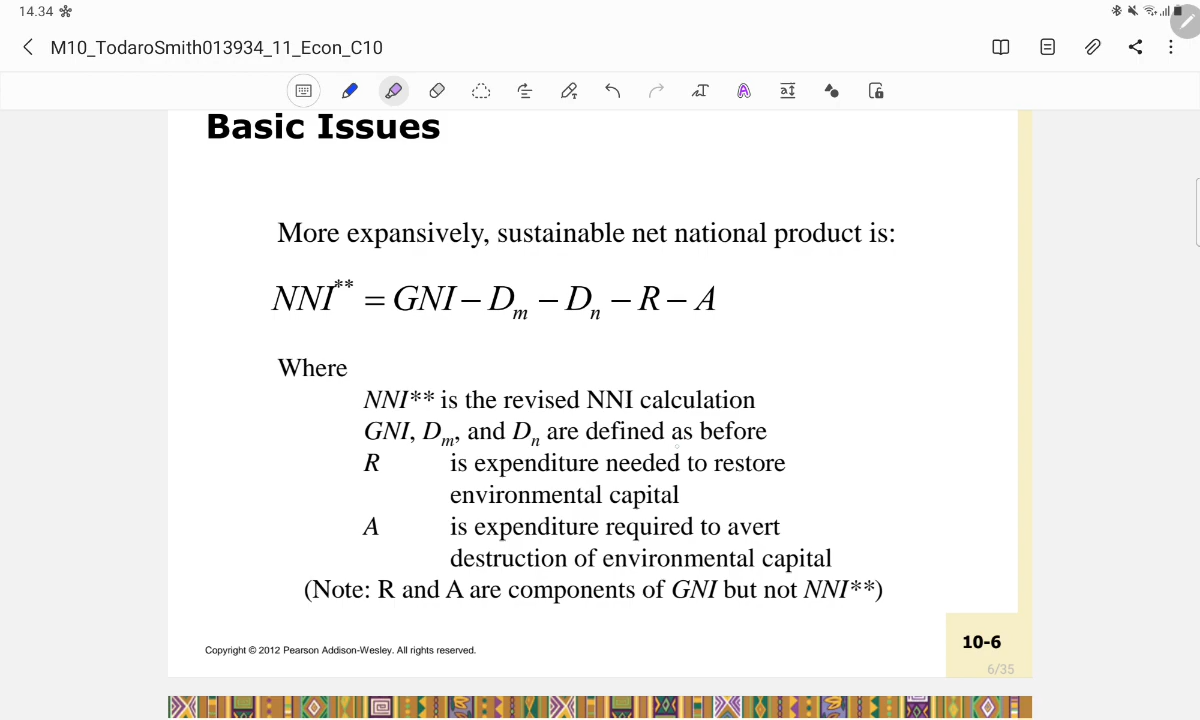 14.34
M10_TodaroSmith013934_11_Econ_C10
Basic Issues
More expansively, sustainable net national product is:
NNI** = GNI – Dm – Dn – R – A
Where
NNI** is the revised NNI calculation
GNI, Dm, and Dn are defined as before
R is expenditure needed to restore
environmental capital
A is expenditure required to avert
destruction of environmental capital
(Note: R and A are components of GNI but not NNI**)
Copyright © 2012 Pearson Addison-Wesley. All rights reserved.
10-6
6/35